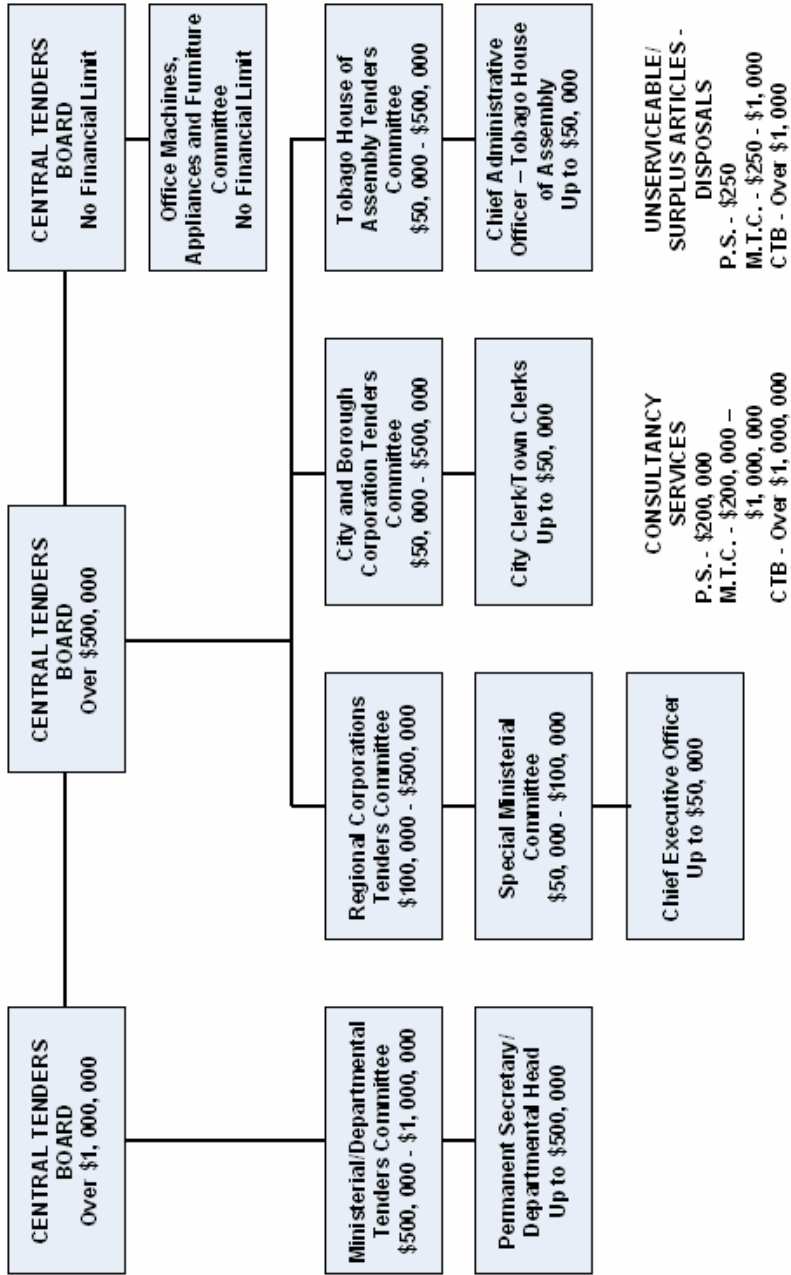 CENTRAL TENDERS
BOARD
Over $1, 000, 000
CENTRAL TENDERS
BOARD
Over $500, 000
CENTRAL TENDERS
BOARD
No Financial Limit
Office Machines,
Appliances and Furniture
Committee
No Financial Limit
Ministerial/Departmental
Tenders Committee
$500, 000 - $1, 000, 000
Regional Corporations
Tenders Committee
$100, 000 - $500, 000
City and Borough
Corporation Tenders
Committee
$50, 000 - $500, 000
Tobago House of
Assembly Tenders
Committee
$50, 000 - $500, 000
Permanent Secretary/
Departmental Head
Up to $500, 000
Special Ministerial
Committee
$50, 000 - $100, 000
City Clerk/Town Clerks
Up to $50, 000
Chief Administrative
Officer – Tobago House
of Assembly
Up to $50, 000
Chief Executive Officer
Up to $50, 000
CONSULTANCY
SERVICES
P.S. - $200, 000
M.T.C. - $200, 000 –
$1, 000, 000
CTB - Over $1, 000, 000
UNSERVICEABLE/
SURPLUS ARTICLES -
DISPOSALS
P.S. - $250
M.T.C. - $250 - $1, 000
CTB - Over $1, 000